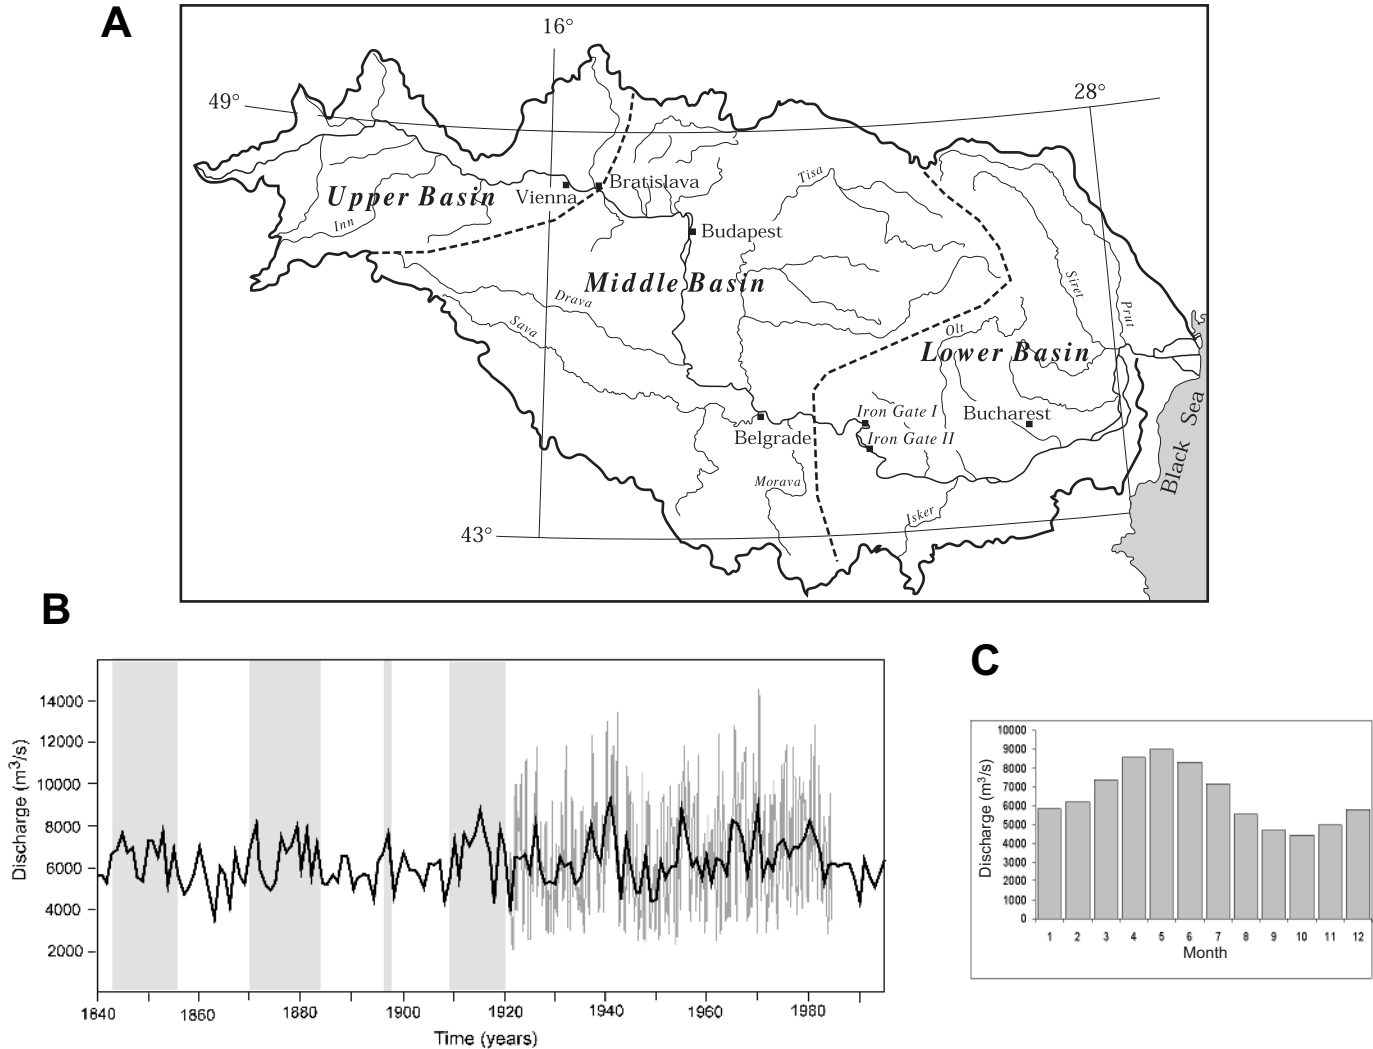 A
16°
49°
28°
Tisa
Bratislava
Vienna
Upper Basin
Inn
Budapest
Middle Basin
Siret
Drava
Prut
Sava
Olt
Lower Basin
Black Sea
Iron Gate I
Bucharest
Belgrade
Iron Gate II
Morava
Isker
43°
B
14000
12000
10000
8000
6000
4000
2000
Discharge (m³/s)
1840 1860 1880 1900 1920 1940 1960 1980
Time (years)
C
10000
9000
8000
7000
6000
5000
4000
3000
2000
1000
0
Discharge (m³/s)
1 2 3 4 5 6 7 8 9 10 11 12
Month